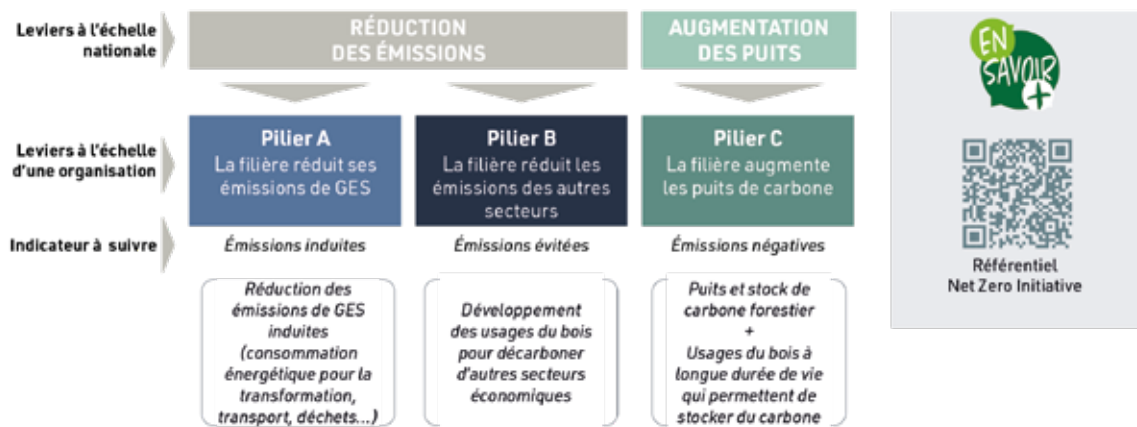 Leviers à l'échelle
nationale
RÉDUCTION
DES ÉMISSIONS
AUGMENTATION
DES PUITS
Leviers à l'échelle
d'une organisation
Pilier A
La filière réduit ses
émissions de GES
Pilier B
La filière réduit les
émissions des autres
secteurs
Pilier C
La filière augmente
les puits de carbone
Indicateur à suivre
Émissions induites
Émissions évitées
Émissions négatives
Réduction des
émissions de GES
induites
(consommation
énergétique pour la
transformation,
transport, déchets...)
Développement
des usages du bois
pour décarboner
d'autres secteurs
économiques
Puits et stock de
carbone forestier
+
Usages du bois à
longue durée de vie
qui permettent de
stocker du carbone
EN
SAVOIR
+
Référentiel
Net Zero Initiative